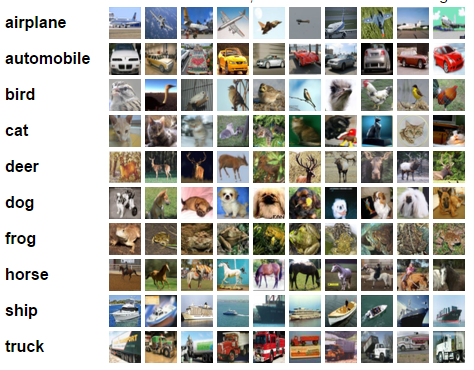 airplane
automobile
bird
cat
deer
dog
frog
horse
ship
truck